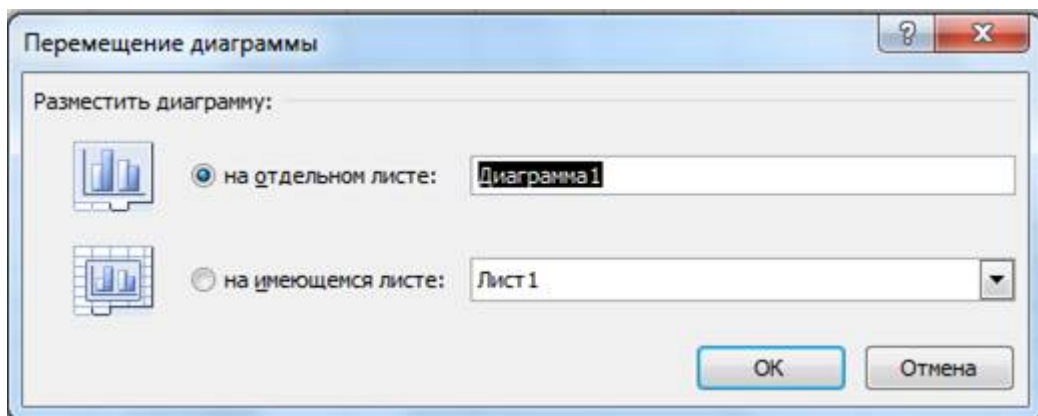 Перемещение диаграммы
Разместить диаграмму:
на отдельном листе: Диаграмма1
на имеющемся листе: Лист1
ОК Отмена